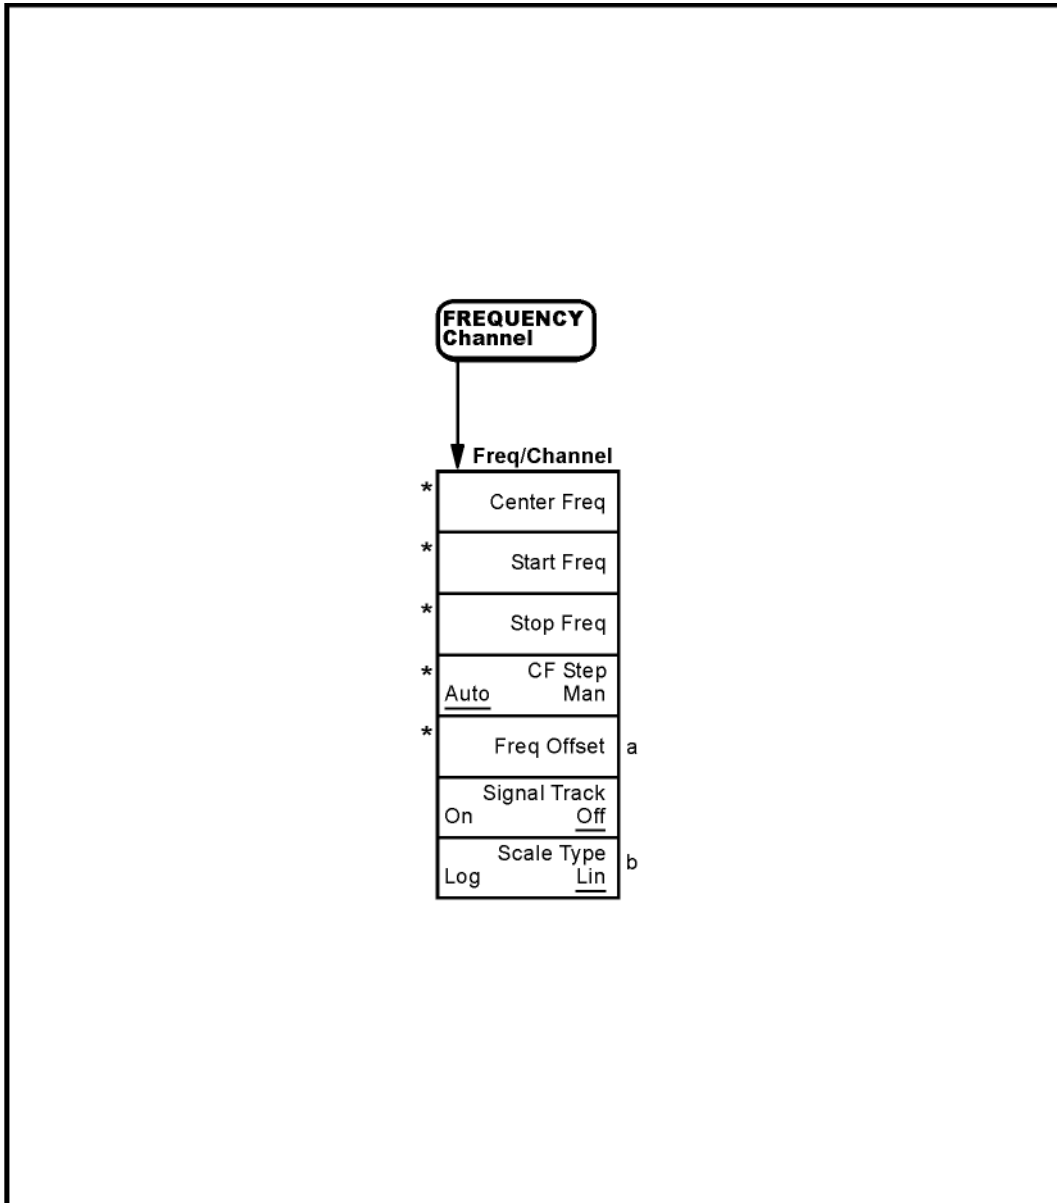 FREQUENCY
Channel
Freq/Channel
* Center Freq
* Start Freq
* Stop Freq
* CF Step
Auto Man
* Freq Offset a
Signal Track
On Off
Scale Type b
Log Lin